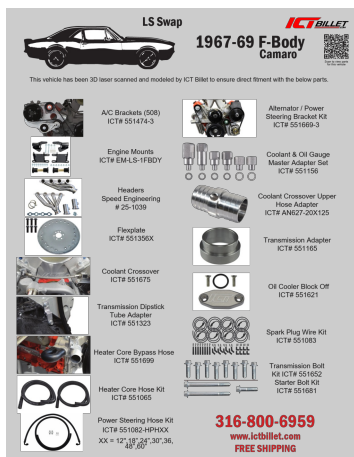 LS Swap
ICT BILLET
1967-69 F-Body
Camaro
This vehicle has been 3D laser scanned and modeled by ICT Billet to ensure direct fitment with the below parts.
A/C Brackets (508)
ICT# 551474-3
Engine Mounts
ICT# EM-LS-1FBDY
Headers
Speed Engineering
# 25-1039
Flexplate
ICT# 551356X
Coolant Crossover
ICT# 551675
Transmission Dipstick
Tube Adapter
ICT# 551323
Heater Core Bypass Hose
ICT# 551699
Heater Core Hose Kit
ICT# 551065
Power Steering Hose Kit
ICT# 551082-HPHXX
XX = 12",18",24",30",36,
48",60"
Alternator / Power
Steering Bracket Kit
ICT# 551669-3
Coolant & Oil Gauge
Master Adapter Set
ICT# 551156
Coolant Crossover Upper
Hose Adapter
ICT# AN627-20X125
Transmission Adapter
ICT# 551165
Oil Cooler Block Off
ICT# 551621
Spark Plug Wire Kit
ICT# 551083
Transmission Bolt
Kit ICT# 551652
Starter Bolt Kit
ICT# 551681
316-800-6959
www.ictbillet.com
FREE SHIPPING